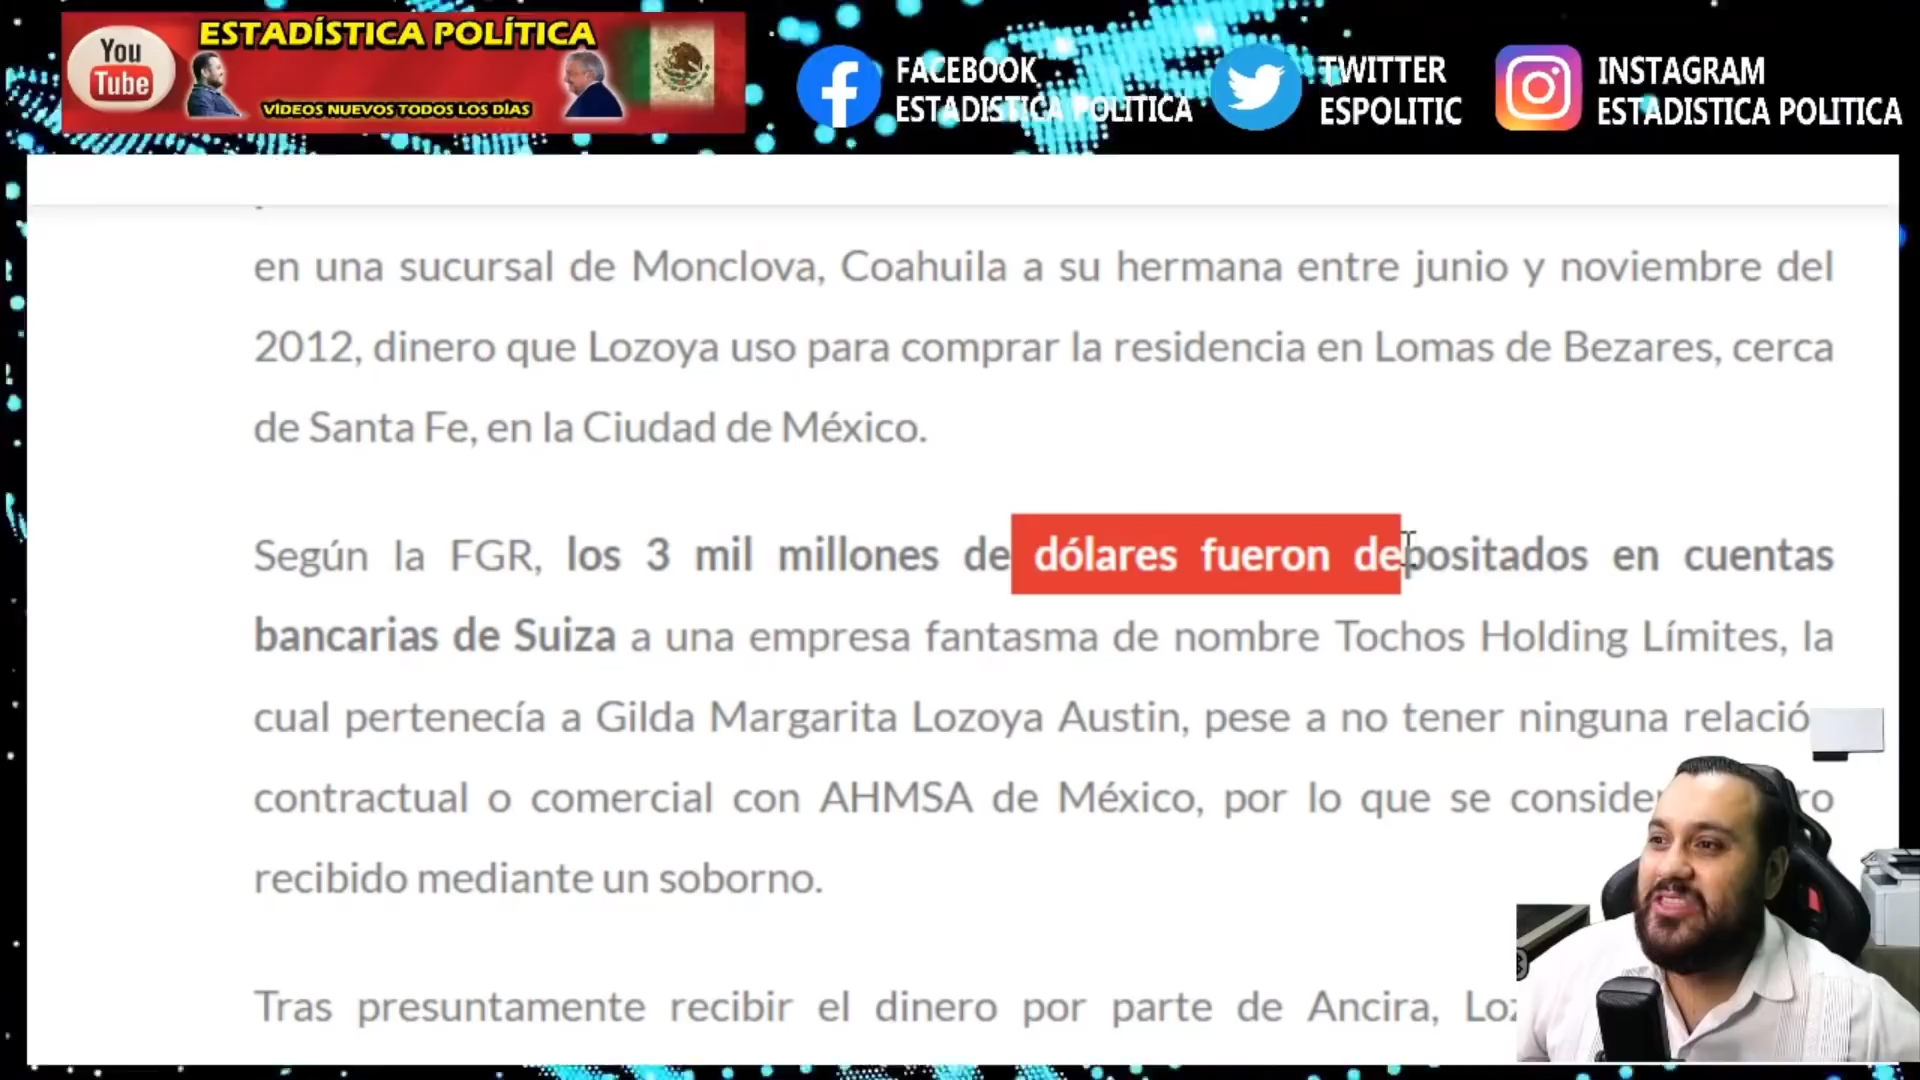 You
Tube
ESTADÍSTICA POLÍTICA
VÍDEOS NUEVOS TODOS LOS DÍAS
FACEBOOK
ESTADISTICA POLITICA
TWITTER
ESPOLITIC
INSTAGRAM
ESTADISTICA POLITICA
en una sucursal de Monclova, Coahuila a su hermana entre junio y noviembre del
2012, dinero que Lozoya uso para comprar la residencia en Lomas de Bezares, cerca
de Santa Fe, en la Ciudad de México.
Según la FGR, los 3 mil millones de dólares fueron depositados en cuentas
bancarias de Suiza a una empresa fantasma de nombre Tochos Holding Límites, la
cual pertenecía a Gilda Margarita Lozoya Austin, pese a no tener ninguna relació
contractual o comercial con AHMSA de México, por lo que se conside ro
recibido mediante un soborno.
Tras presuntamente recibir el dinero por parte de Ancira, Loz